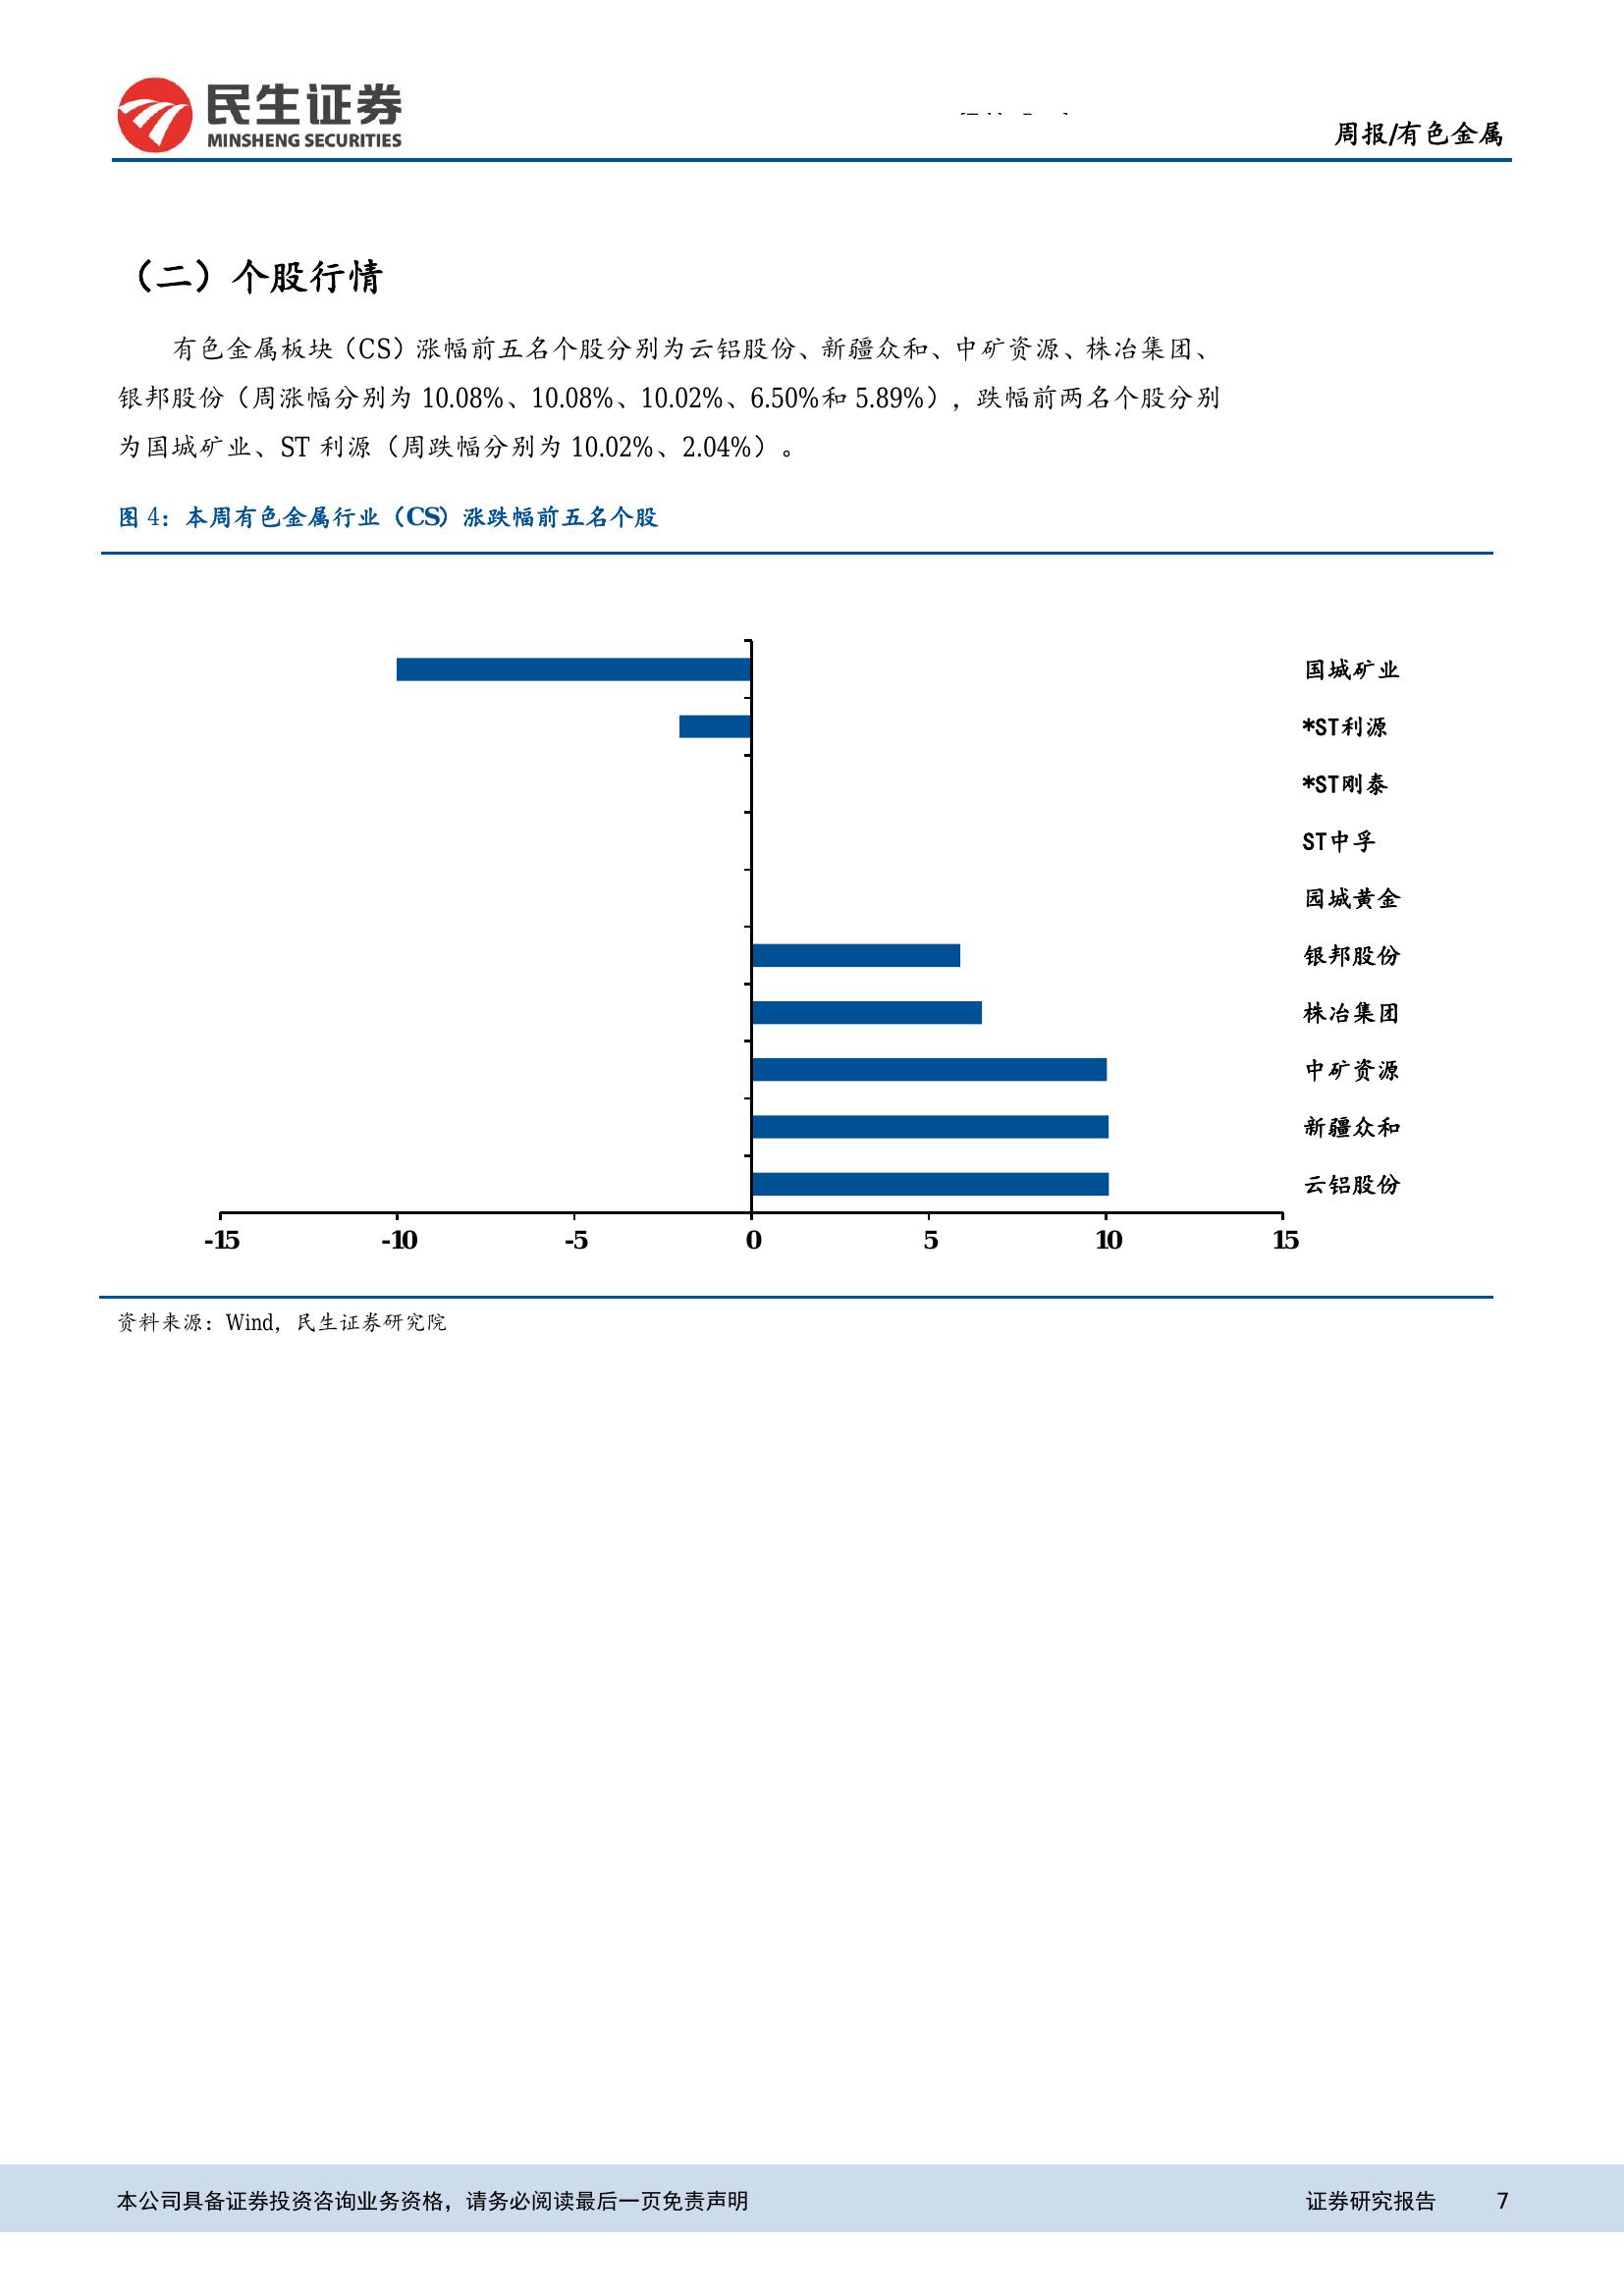 民生证券
MINSHENG SECURITIES
周报/有色金属
（二）个股行情
有色金属板块（CS）涨幅前五名个股分别为云铝股份、新疆众和、中矿资源、株冶集团、
银邦股份（周涨幅分别为 10.08%、10.08%、10.02%、6.50%和 5.89%），跌幅前两名个股分别
为国城矿业、ST 利源（周跌幅分别为 10.02%、2.04%）。
图 4：本周有色金属行业（CS）涨跌幅前五名个股
国城矿业
*ST利源
*ST刚泰
ST中孚
园城黄金
银邦股份
株冶集团
中矿资源
新疆众和
云铝股份
-15 -10 -5 0 5 10 15
资料来源：Wind，民生证券研究院
本公司具备证券投资咨询业务资格，请务必阅读最后一页免责声明 证券研究报告 7